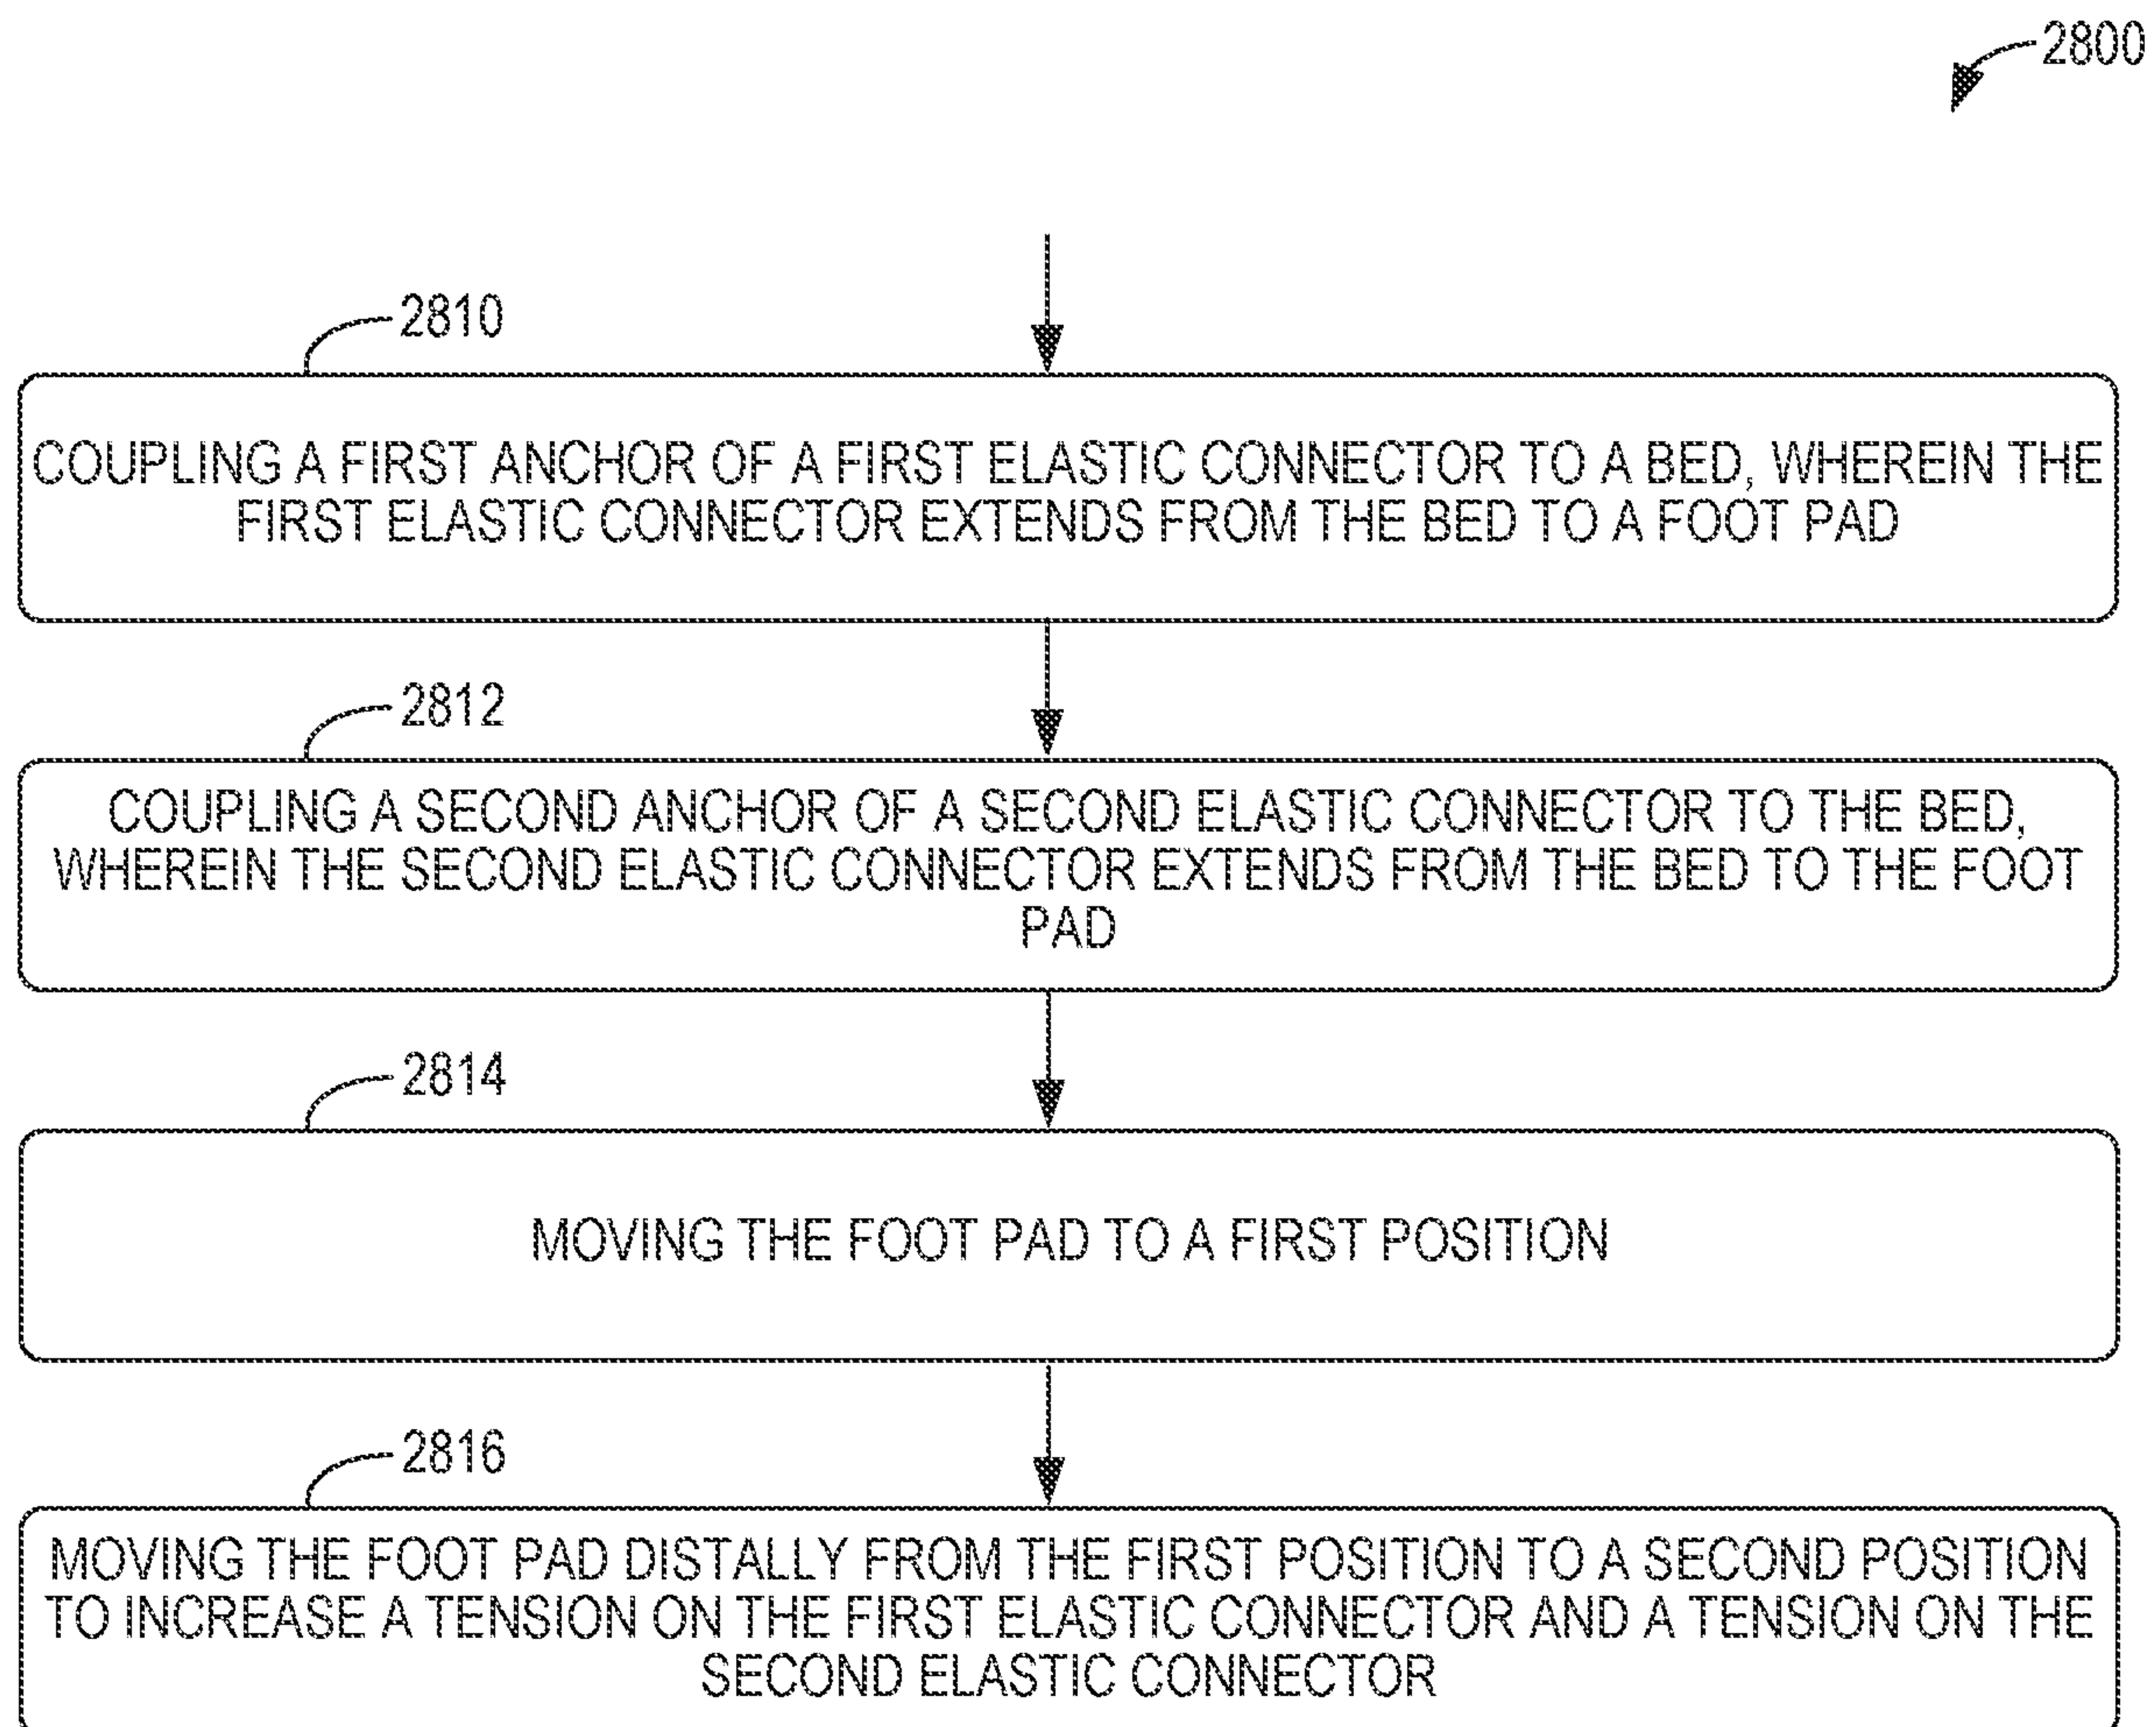 2800
2810
COUPLING A FIRST ANCHOR OF A FIRST ELASTIC CONNECTOR TO A BED, WHEREIN THE
FIRST ELASTIC CONNECTOR EXTENDS FROM THE BED TO A FOOT PAD
2812
COUPLING A SECOND ANCHOR OF A SECOND ELASTIC CONNECTOR TO THE BED,
WHEREIN THE SECOND ELASTIC CONNECTOR EXTENDS FROM THE BED TO THE FOOT
PAD
2814
MOVING THE FOOT PAD TO A FIRST POSITION
2816
MOVING THE FOOT PAD DISTALLY FROM THE FIRST POSITION TO A SECOND POSITION
TO INCREASE A TENSION ON THE FIRST ELASTIC CONNECTOR AND A TENSION ON THE
SECOND ELASTIC CONNECTOR